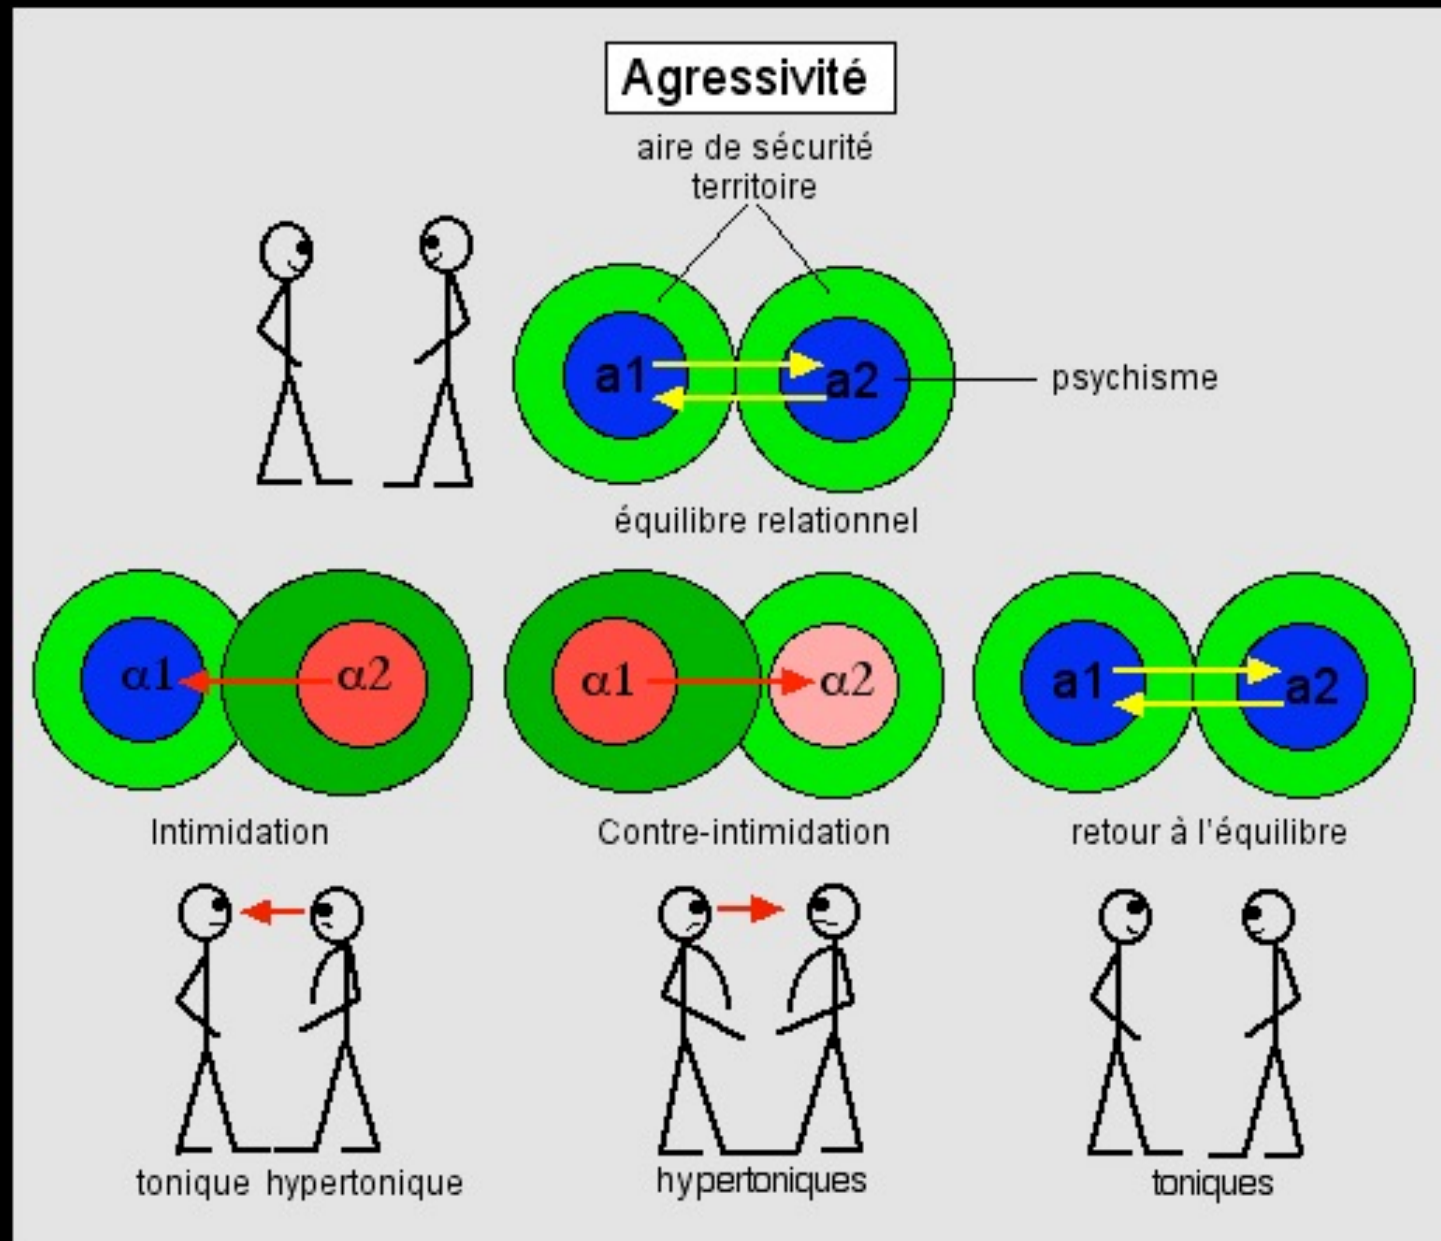 Agressivité
aire de sécurité
territoire
a1
a2
psychisme
équilibre relationnel
α1
α2
α1
α2
a1
a2
Intimidation
Contre-intimidation
retour à l'équilibre
tonique hypertonique
hypertoniques
toniques